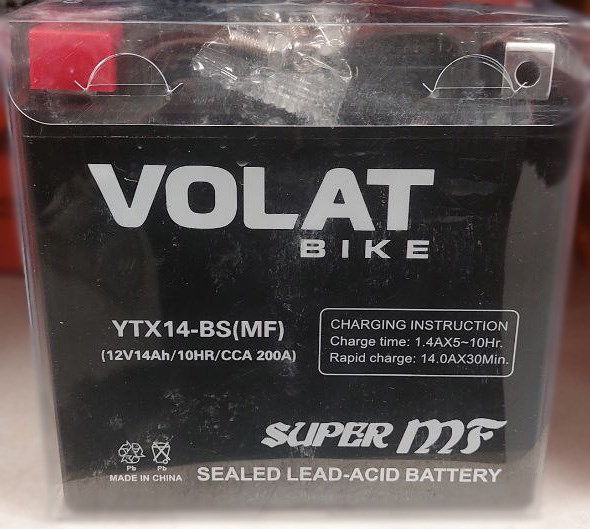 VOLAT
BIKE
YTX14-BS(MF)
(12V14Ah/10HR/CCA 200A)
CHARGING INSTRUCTION
Charge time: 1.4AX5~10Hr.
Rapid charge: 14.0AX30Min.
SUPER MF
Pb Pb
MADE IN CHINA
SEALED LEAD-ACID BATTERY